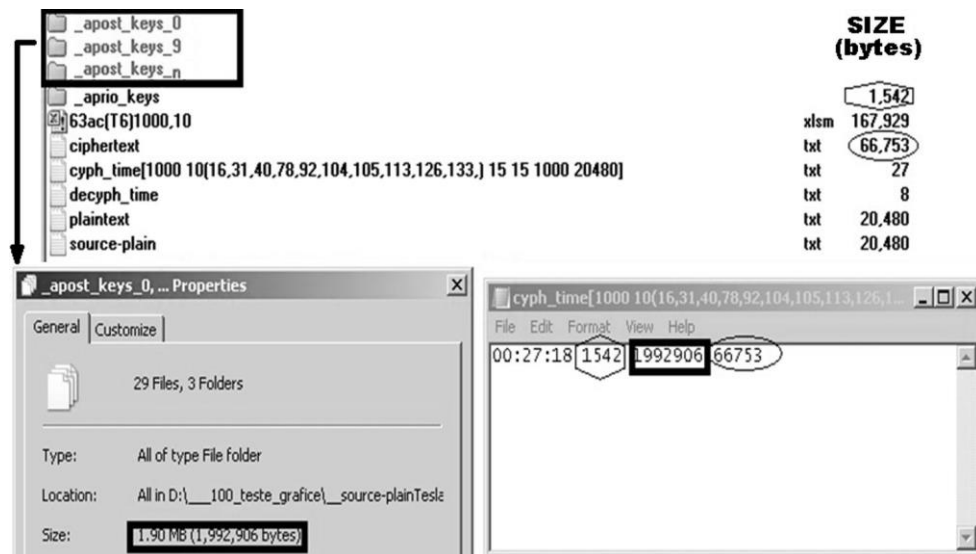 SIZE
(bytes)
_apost_keys_0
_apost_keys_9
_apost_keys_n
_aprio_keys 1,542
63ac(T6)1000,10 xlsm 167,929
ciphertext txt 66,753
cyph_time[1000 10(16,31,40,78,92,104,105,113,126,133,) 15 15 1000 20480] txt 27
decyph_time txt 8
plaintext txt 20,480
source-plain txt 20,480
_apost_keys_0, ... Properties
General Customize
29 Files, 3 Folders
Type: All of type File folder
Location: All in D:\___100_teste_grafice\__source-plainTesla
Size: 1.90 MB (1,992,906 bytes)
cyph_time[1000 10(16,31,40,78,92,104,105,113,126,1...
File Edit Format View Help
00:27:18 1542 1992906 66753